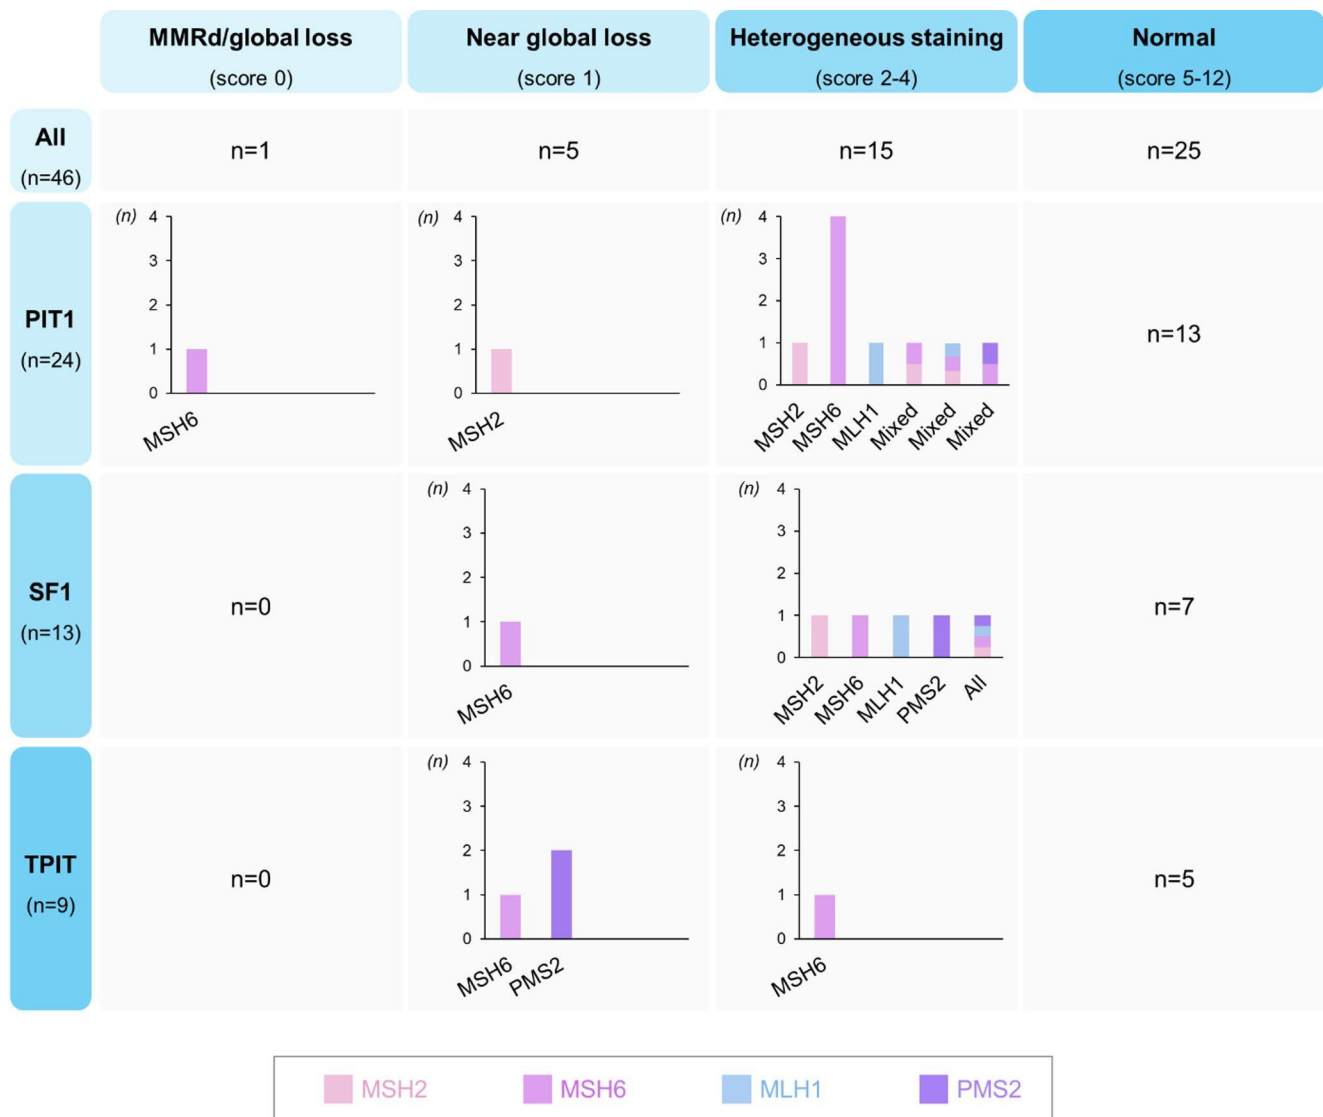 MMRd/global loss
(score 0)
Near global loss
(score 1)
Heterogeneous staining
(score 2-4)
Normal
(score 5-12)
All
(n=46)
n=1
n=5
n=15
n=25
PIT1
(n=24)
(n)
4
3
2
1
0
MSH6
(n)
4
3
2
1
0
MSH2
(n)
4
3
2
1
0
MSH2
MSH6
MLH1
Mixed
Mixed
Mixed
n=13
SF1
(n=13)
n=0
(n)
4
3
2
1
0
MSH6
(n)
4
3
2
1
0
MSH2
MSH6
MLH1
PMS2
All
n=7
TPIT
(n=9)
n=0
(n)
4
3
2
1
0
MSH6
PMS2
(n)
4
3
2
1
0
MSH6
n=5
MSH2
MSH6
MLH1
PMS2